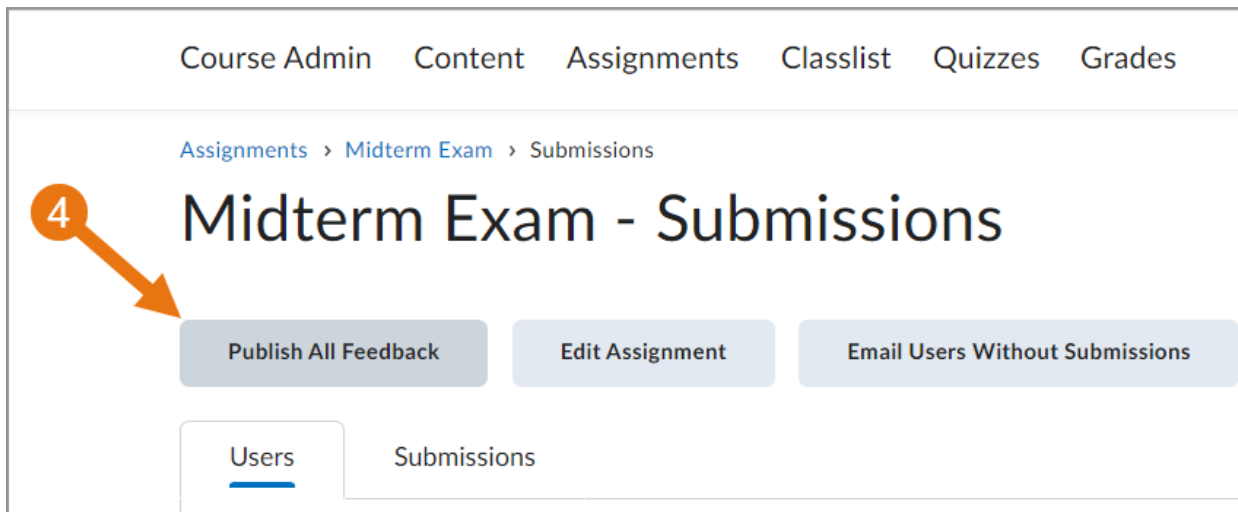 Course Admin Content Assignments Classlist Quizzes Grades
Assignments › Midterm Exam › Submissions
4
Midterm Exam - Submissions
Publish All Feedback Edit Assignment Email Users Without Submissions
Users Submissions